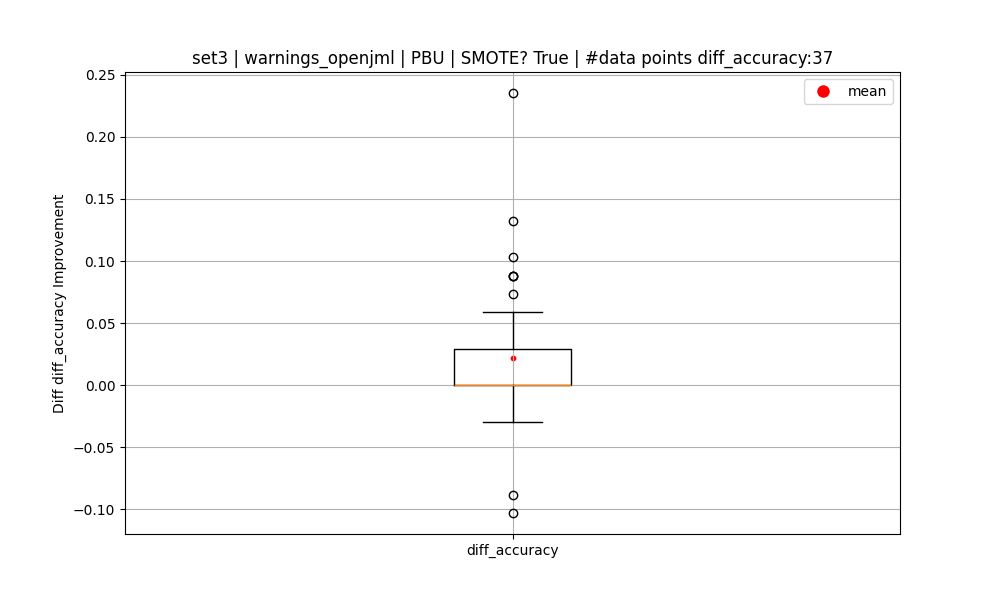 set3 | warnings_openjml | PBU | SMOTE? True | #data points diff_accuracy:37
mean
Diff diff_accuracy Improvement
0.25
0.20
0.15
0.10
0.05
0.00
−0.05
−0.10
diff_accuracy